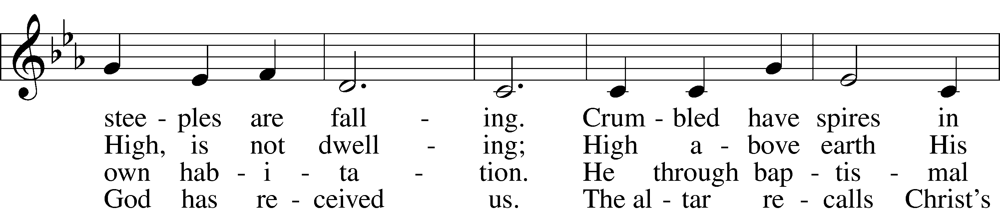 stee - ples are fall - ing. Crum - bled have spires in
High, is not dwell - ing; High a - bove earth His
own hab - i - ta - tion. He through bap - tis - mal
God has re - ceived us. The al - tar re - calls Christ's